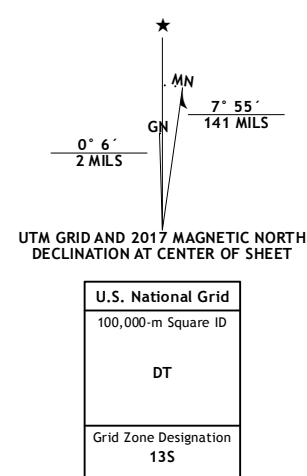 ★
MN
7° 55´
141 MILS
GN
0° 6´
2 MILS
UTM GRID AND 2017 MAGNETIC NORTH
DECLINATION AT CENTER OF SHEET
U.S. National Grid
100,000-m Square ID
DT
Grid Zone Designation
13S